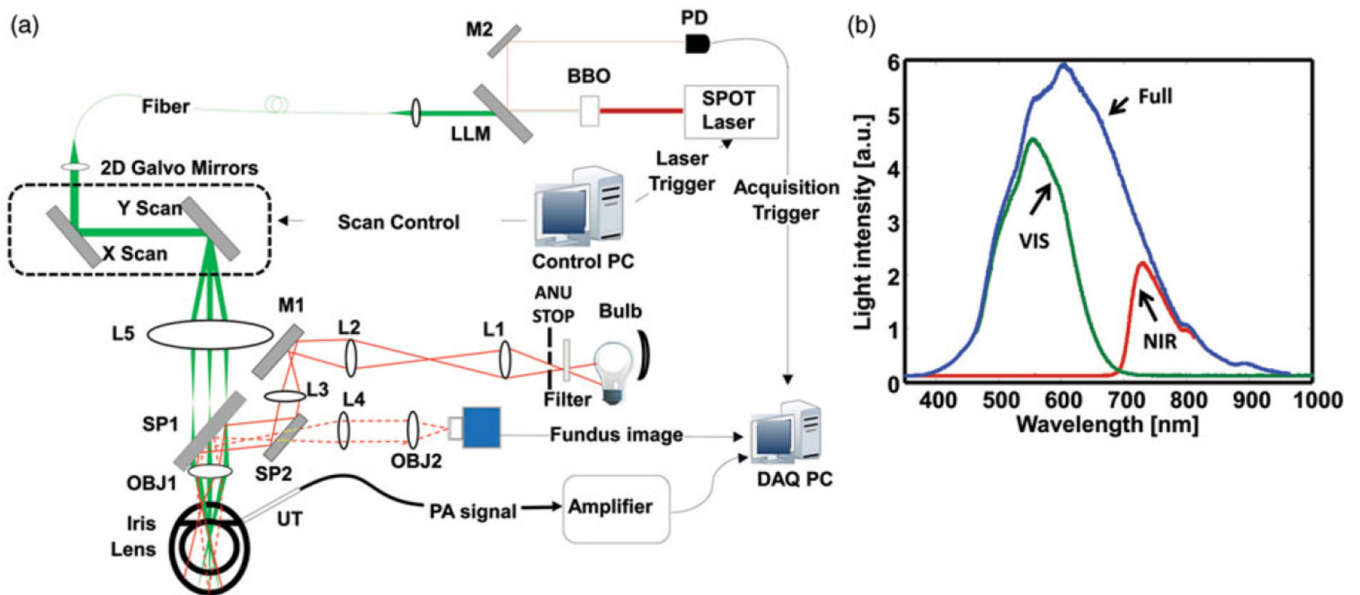 (a)
M2
PD
BBO
SPOT
Laser
Fiber
LLM
2D Galvo Mirrors
Laser
Trigger
Acquisition
Trigger
Y Scan
X Scan
Scan Control
Control PC
ANU
STOP
Bulb
M1
L2
L1
L5
L3
Filter
SP1
L4
SP2
OBJ2
Fundus image
DAQ PC
OBJ1
UT
PA signal
Amplifier
Iris
Lens
(b)
Light intensity [a.u.]
6
5
4
3
2
1
0
Full
VIS
NIR
400 500 600 700 800 900 1000
Wavelength [nm]